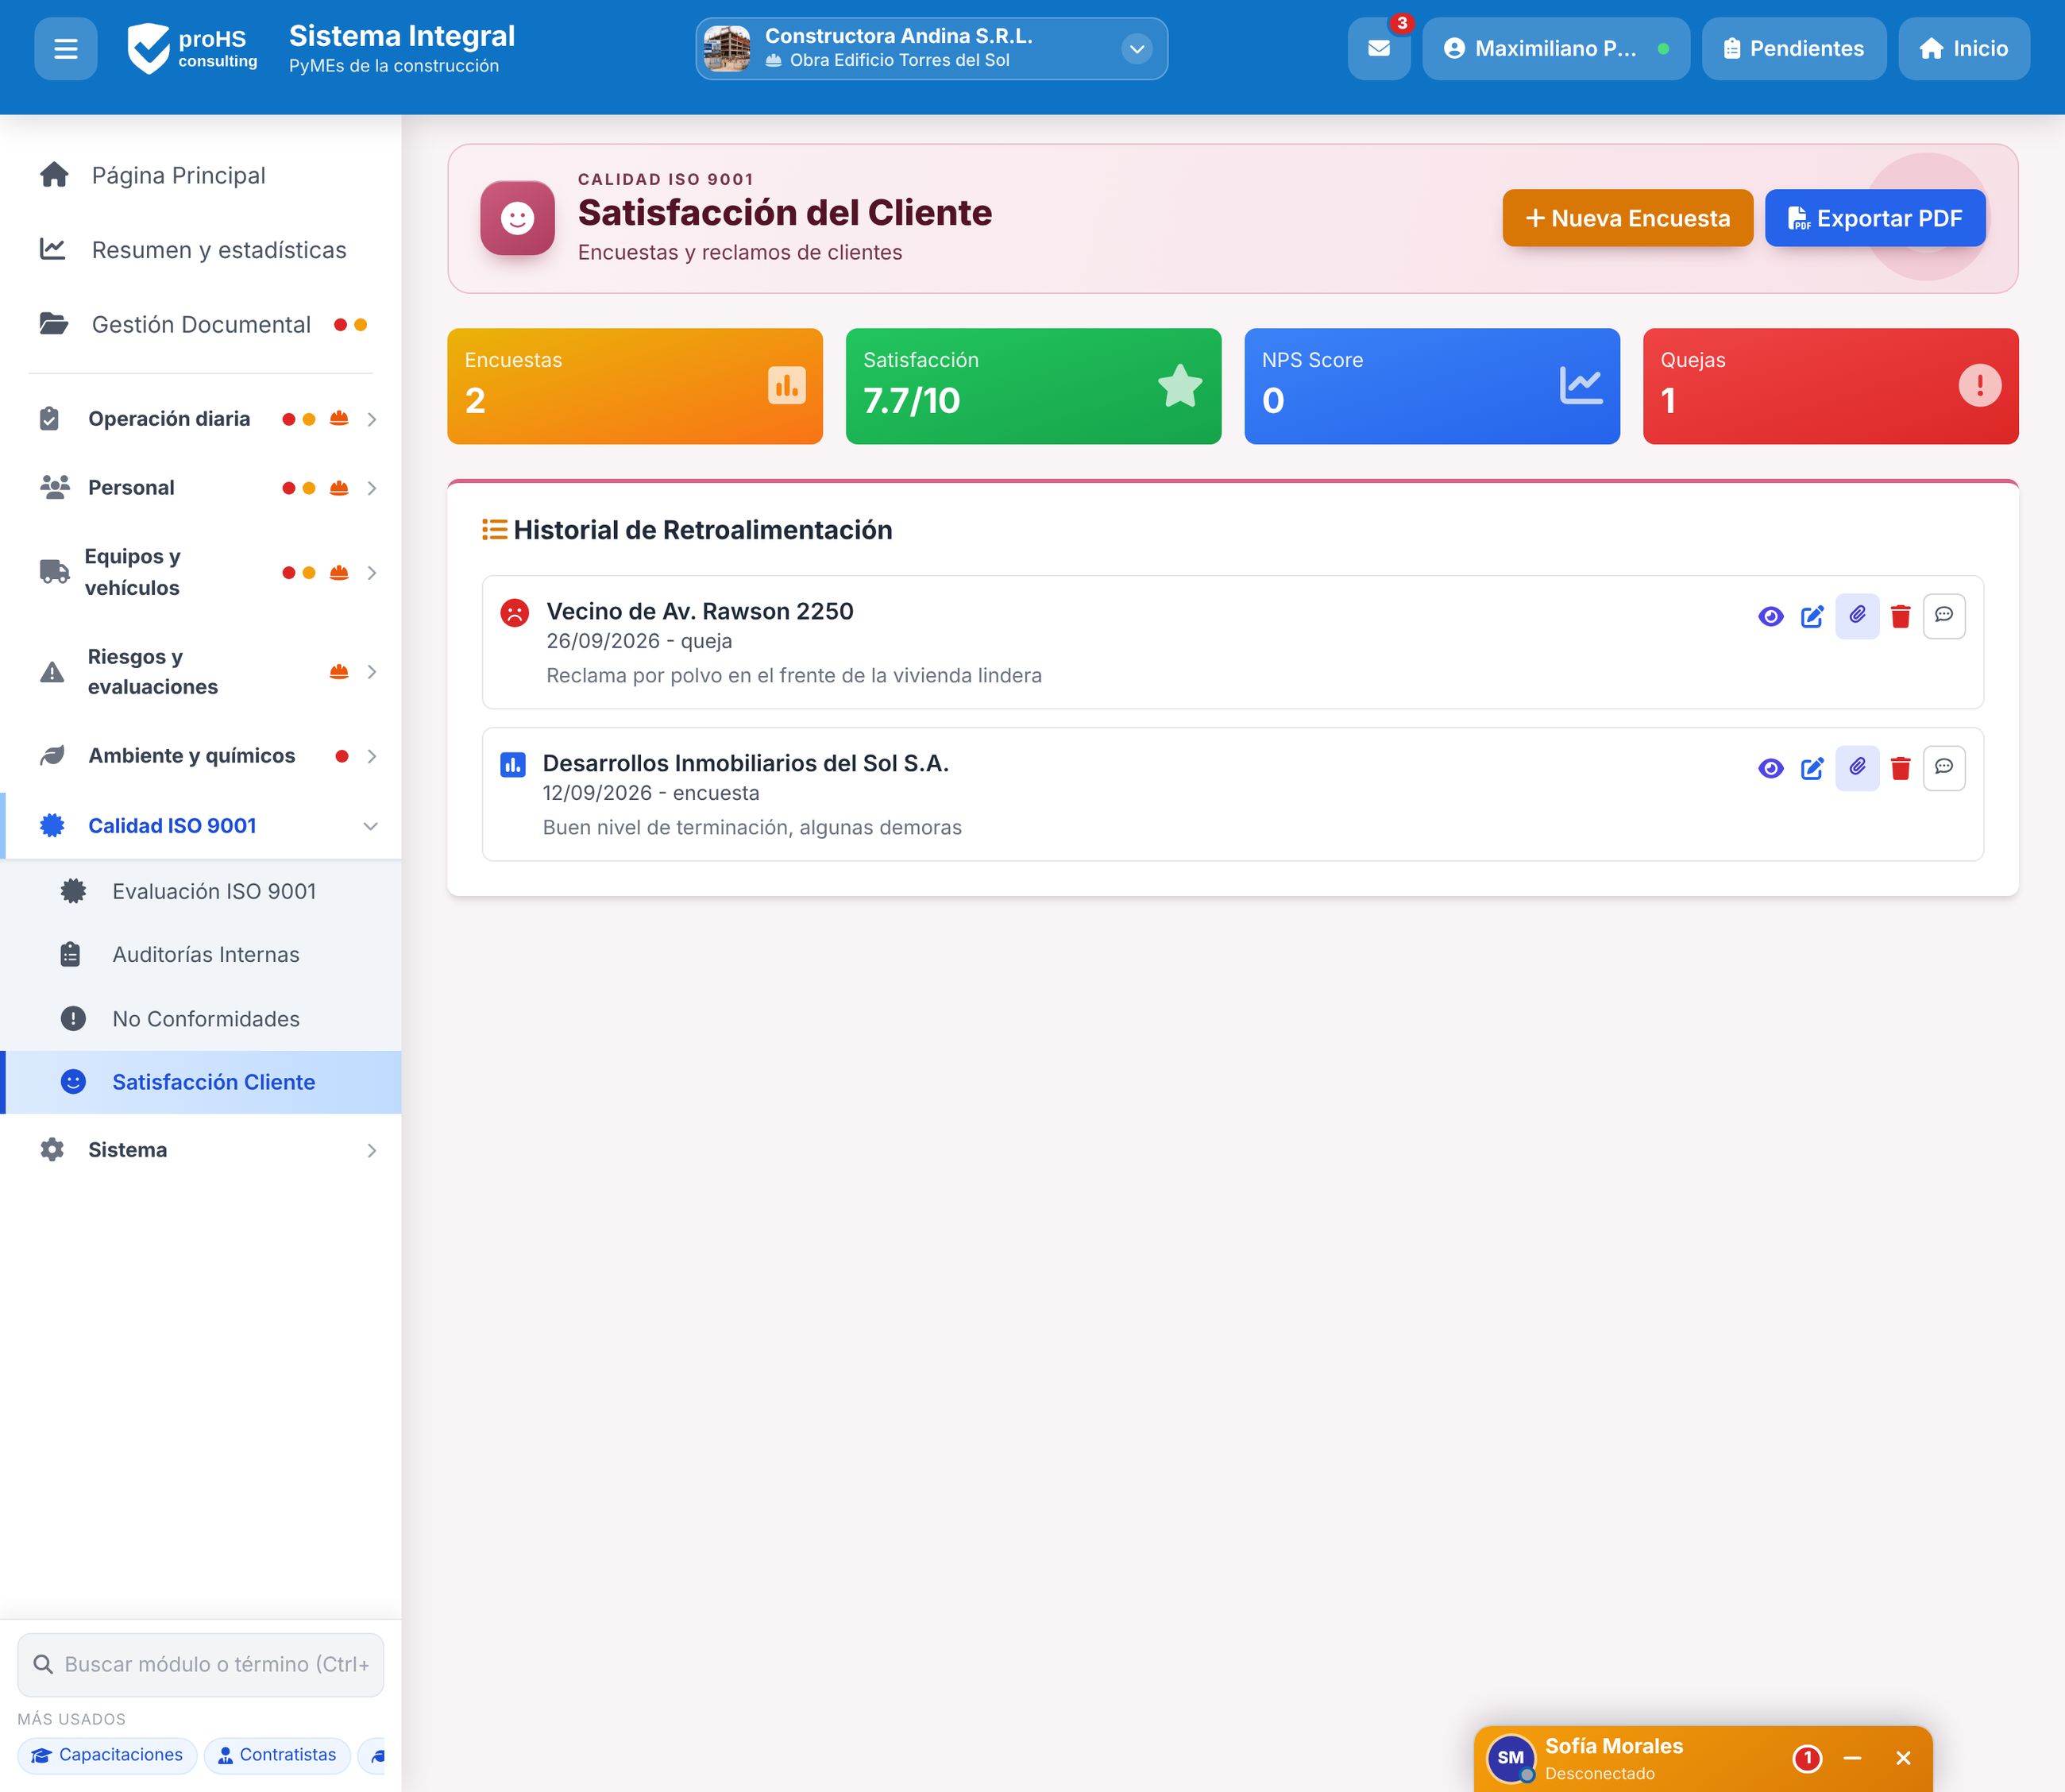 proHS
consulting
Sistema Integral
PyMEs de la construcción
Constructora Andina S.R.L.
Obra Edificio Torres del Sol
3
Maximiliano P...
Pendientes
Inicio
Página Principal
Resumen y estadísticas
Gestión Documental
Operación diaria
Personal
Equipos y
vehículos
Riesgos y
evaluaciones
Ambiente y químicos
Calidad ISO 9001
Evaluación ISO 9001
Auditorías Internas
No Conformidades
Satisfacción Cliente
Sistema
Buscar módulo o término (Ctrl+
MÁS USADOS
Capacitaciones
Contratistas
CALIDAD ISO 9001
Satisfacción del Cliente
Encuestas y reclamos de clientes
Nueva Encuesta
PDF
Exportar PDF
Encuestas
2
Satisfacción
7.7/10
NPS Score
0
Quejas
1
Historial de Retroalimentación
Vecino de Av. Rawson 2250
26/09/2026 - queja
Reclama por polvo en el frente de la vivienda lindera
Desarrollos Inmobiliarios del Sol S.A.
12/09/2026 - encuesta
Buen nivel de terminación, algunas demoras
SM
Sofía Morales
Desconectado
1